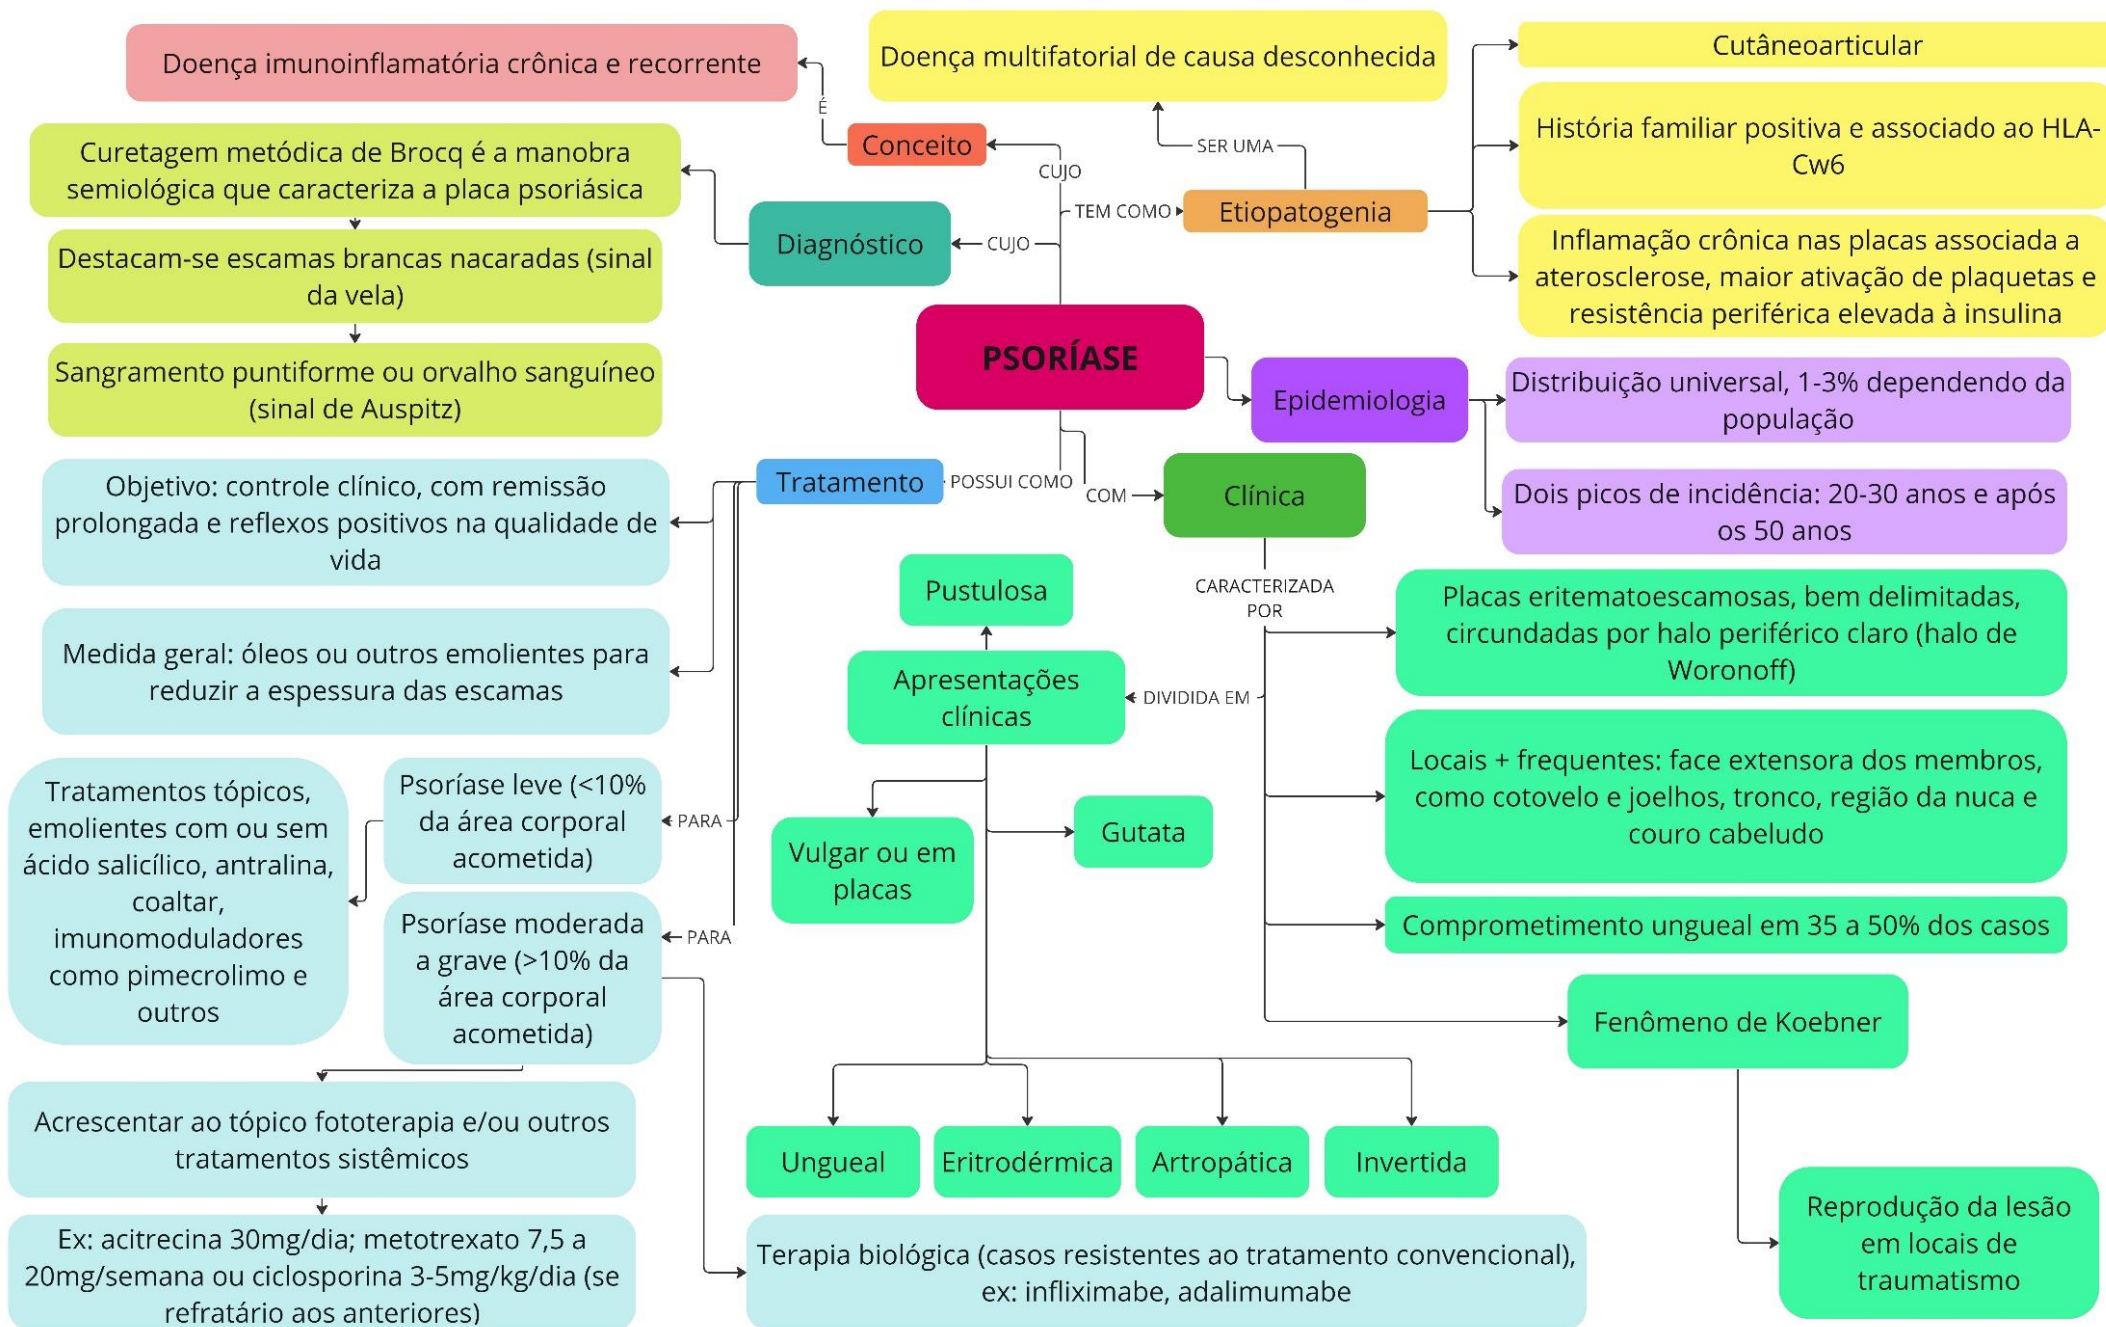 Doença imunoinflamatória crônica e recorrente
Doença multifatorial de causa desconhecida
Cutâneoarticular
História familiar positiva e associado ao HLA-
Cw6
É
Conceito
SER UMA
CUJO
Curetagem metódica de Brocq é a manobra
semiológica que caracteriza a placa psoriásica
TEM COMO
Etiopatogenia
Diagnóstico
CUJO
Destacam-se escamas brancas nacaradas (sinal
da vela)
Inflamação crônica nas placas associada a
aterosclerose, maior ativação de plaquetas e
resistência periférica elevada à insulina
Sangramento puntiforme ou orvalho sanguíneo
(sinal de Auspitz)
PSORÍASE
Epidemiologia
Distribuição universal, 1-3% dependendo da
população
Dois picos de incidência: 20-30 anos e após
os 50 anos
Tratamento
POSSUI COMO
COM
Clínica
Objetivo: controle clínico, com remissão
prolongada e reflexos positivos na qualidade de
vida
Medida geral: óleos ou outros emolientes para
reduzir a espessura das escamas
Pustulosa
CARACTERIZADA
POR
Placas eritematoescamosas, bem delimitadas,
circundadas por halo periférico claro (halo de
Woronoff)
Apresentações
clínicas
DIVIDIDA EM
Locais + frequentes: face extensora dos membros,
como cotovelo e joelhos, tronco, região da nuca e
couro cabeludo
Tratamentos tópicos,
emolientes com ou sem
ácido salicílico, antralina,
coaltar,
imunomoduladores
como pimecrolimo e
outros
Psoríase leve (<10%
da área corporal
acometida)
PARA
Vulgar ou em
placas
Gutata
Psoríase moderada
a grave (>10% da
área corporal
acometida)
PARA
Comprometimento ungueal em 35 a 50% dos casos
Fenômeno de Koebner
Acrescentar ao tópico fototerapia e/ou outros
tratamentos sistêmicos
Ungueal
Eritrodérmica
Artropática
Invertida
Ex: acitrecina 30mg/dia; metotrexato 7,5 a
20mg/semana ou ciclosporina 3-5mg/kg/dia (se
refratário aos anteriores)
Terapia biológica (casos resistentes ao tratamento convencional),
ex: infliximabe, adalimumabe
Reprodução da lesão
em locais de
traumatismo